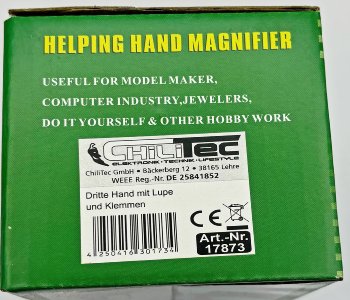 HELPING HAND MAGNIFIER
USEFUL FOR MODEL MAKER,
COMPUTER INDUSTRY,JEWELERS,
DO IT YOURSELF & OTHER HOBBY WORK
CHILITEC
ELEKTRONIK•TECHNIK•LIFESTYLE
ChiliTec GmbH • Bäckerberg 12 • 38165 Lehre
WEEE Reg.-Nr. DE 25841852
Dritte Hand mit Lupe
und Klemmen
4250416301734
CE
Art.-Nr.
17873